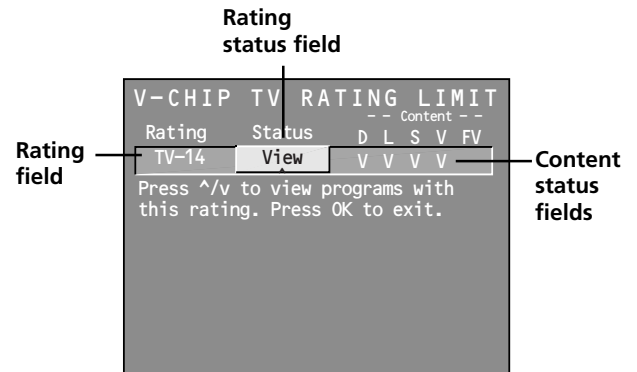 Rating
status field
V-CHIP TV RATING LIMIT
-- Content --
Rating Status D L S V FV
Rating
field
TV-14 View V V V V
Content
status
fields
Press ^/v to view programs with
this rating. Press OK to exit.